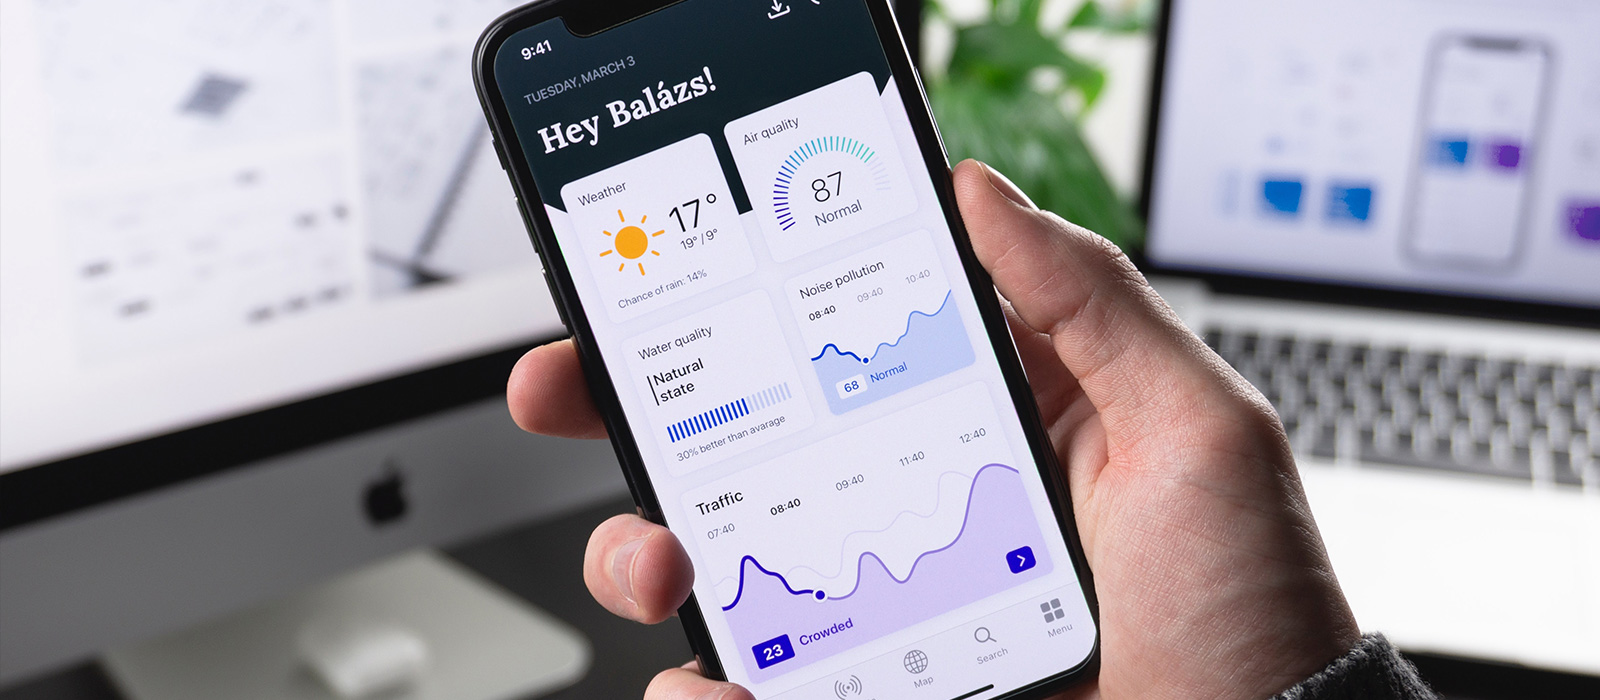 9:41
TUESDAY, MARCH 3
Hey Balázs!
Weather
17°
19° / 9°
Chance of rain: 14%
Air quality
87
Normal
Water quality
Natural
state
30% better than avarage
Noise pollution
08:40 09:40 10:40
68 Normal
Traffic
07:40 08:40 09:40 11:40 12:40
23 Crowded
Map
Search
Menu